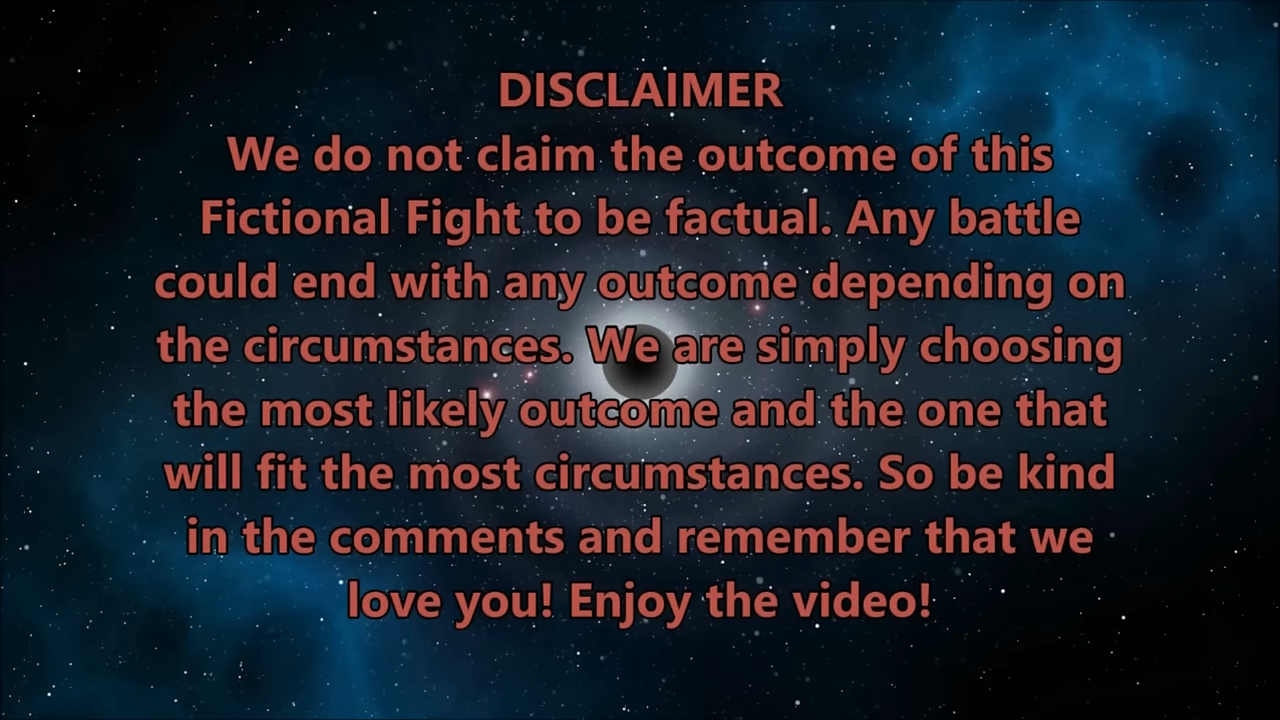 DISCLAIMER
We do not claim the outcome of this
Fictional Fight to be factual. Any battle
could end with any outcome depending on
the circumstances. We are simply choosing
the most likely outcome and the one that
will fit the most circumstances. So be kind
in the comments and remember that we
love you! Enjoy the video!